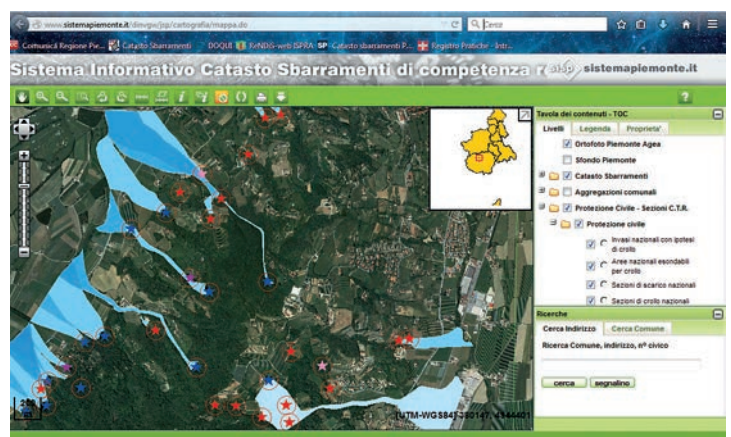 www.sistemapiemonte.it/dinvgw/jsp/cartografia/mappa.do
Cerca
Comunicà Regione Pie...
Catasto Sbarramenti
DOQUI
ReNDiS-web ISPRA
SP Catasto sbarramenti P...
Registro Pratiche - Intr...
Sistema Informativo Catasto Sbarramenti di competenza
sistemapiemonte.it
?
Tavola dei contenuti - TOC
Livelli
Legenda
Proprieta'
Ortofoto Piemonte Agea
Sfondo Piemonte
Catasto Sbarramenti
Aggregazioni comunali
Protezione Civile - Sezioni C.T.R.
Protezione civile
Invasi nazionali con ipotesi
di crollo
Aree nazionali esondabili
per crollo
Sezioni di scarico nazionali
Sezioni di crollo nazionali
Ricerche
Cerca Indirizzo
Cerca Comune
Ricerca Comune, indirizzo, nº civico
cerca
segnalino